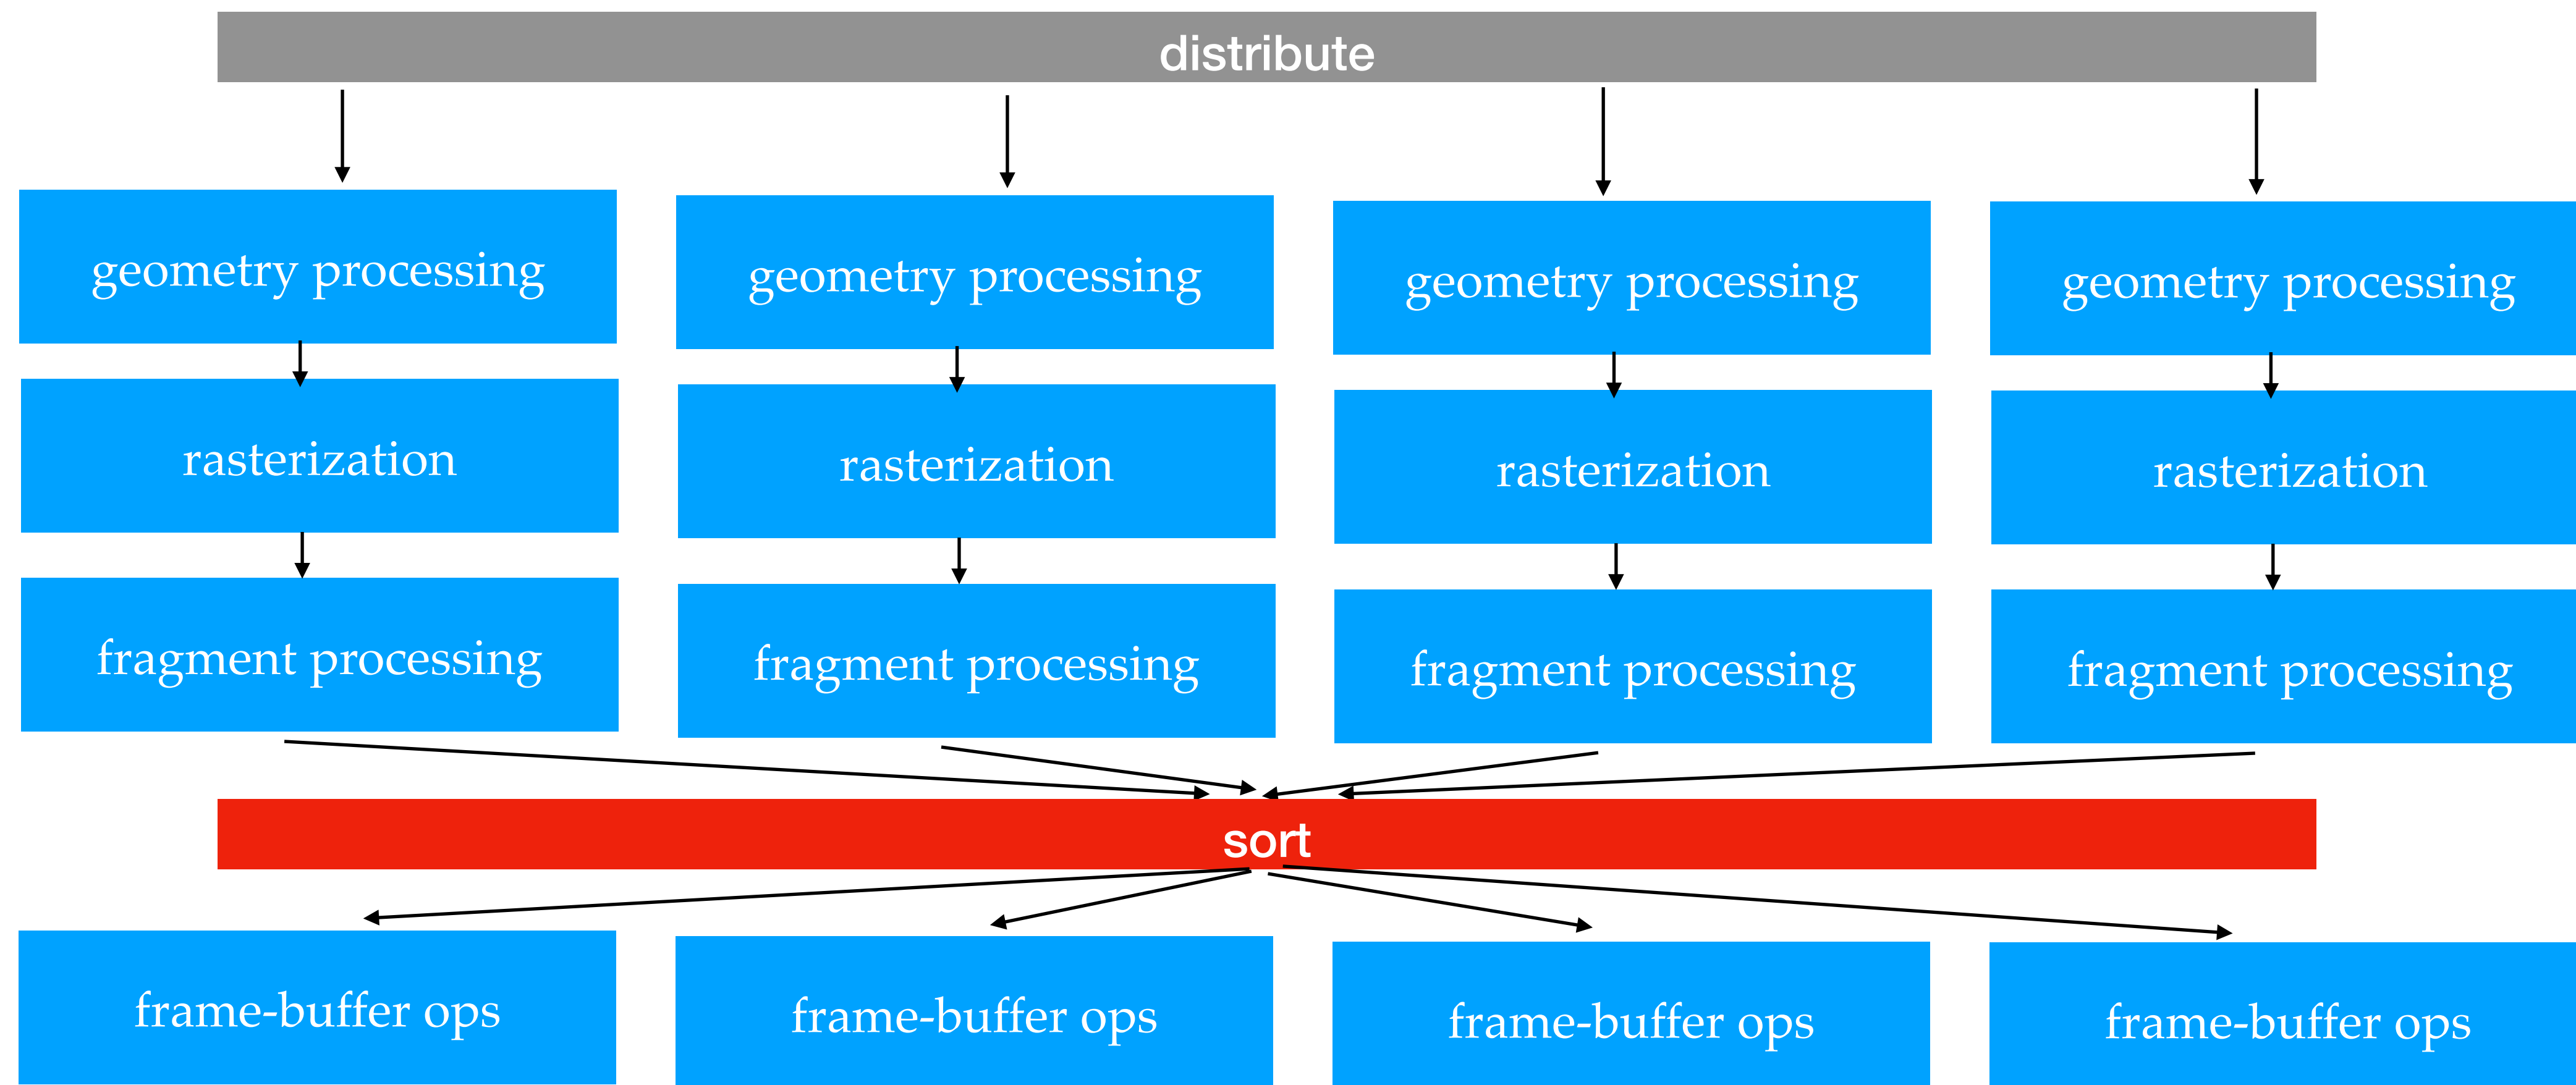 distribute
geometry processing
geometry processing
geometry processing
geometry processing
rasterization
rasterization
rasterization
rasterization
fragment processing
fragment processing
fragment processing
fragment processing
sort
frame-buffer ops
frame-buffer ops
frame-buffer ops
frame-buffer ops